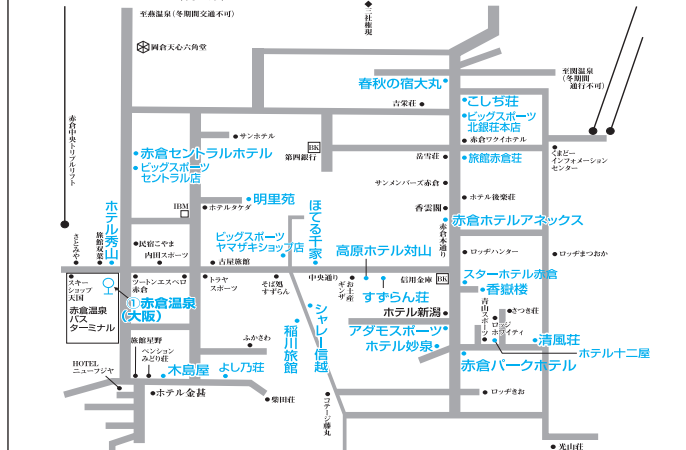 至燕温泉(冬期間交通不可)
三社権現
岡倉天心六角堂
春秋の宿大丸
至関温泉
(冬期間
通行不可)
吉栄荘
こしぢ荘
ビッグスポーツ
北銀荘本店
赤倉中央トリプルリフト
サンホテル
赤倉ワクイホテル
赤倉セントラルホテル
ビッグスポーツ
セントラル店
第四銀行
BK
岳雪荘
旅館赤倉荘
くまどー
インフォメーション
センター
サンメンバーズ赤倉
明里苑
ホテルタケダ
IBM
ホテル後楽荘
香雲閣
赤倉ホテルアネックス
赤倉本通り
ホテル秀山
ほてる千家
さとみや
旅館双葉
民宿こやま
内田スポーツ
ビッグスポーツ
ヤマザキショップ店
古屋旅館
高原ホテル対山
ロッヂハンター
ロッヂまつおか
スキー
ショップ
天国
ツートンエスペロ
赤倉
トラヤ
スポーツ
そば処
すずらん
中央通り
お土産
ギンザ
信用金庫
BK
スターホテル赤倉
香嶽楼
すずらん荘
①赤倉温泉
(大阪)
赤倉温泉
バス
ターミナル
シャレー信越
稲川旅館
ホテル新潟
青山スポーツ
さつき荘
ロッジ
ホワイティ
アダモスポーツ
ホテル妙泉
清風荘
ホテル十二屋
旅館星野
ペンション
みどり荘
ふかさわ
HOTEL
ニューフジヤ
木島屋
よし乃荘
赤倉パークホテル
ホテル金甚
柴田荘
コテージ藤丸
ロッヂきお
光山荘